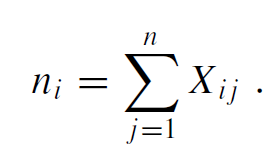 n_i = \sum_{j=1}^{n} X_{ij} .